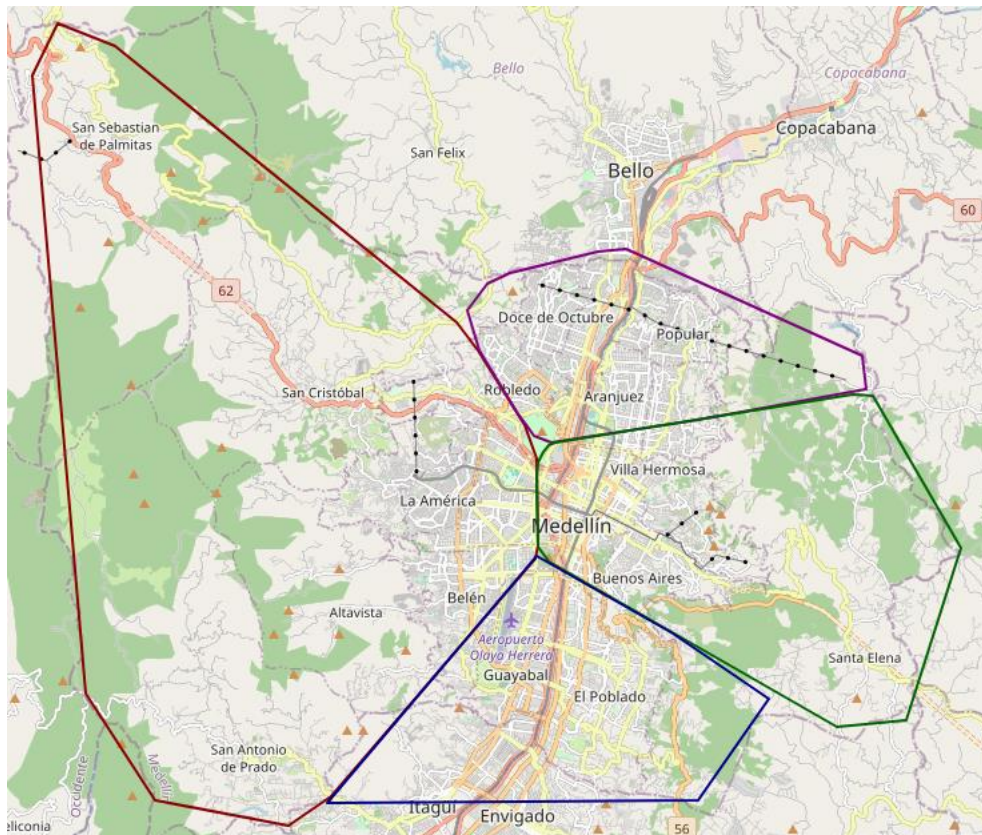 Bello
Copacabana
San Sebastian
de Palmitas
Copacabana
San Felix
Bello
60
62
Doce de Octubre
Popular
San Cristóbal
Robledo
Aranjuez
Villa Hermosa
La América
Medellín
Buenos Aires
Belén
Altavista
Aeropuerto
Olaya Herrera
Santa Elena
Guayabal
El Poblado
San Antonio
de Prado
Occidente
Medellín
Itagüí
Envigado
56
eliconia